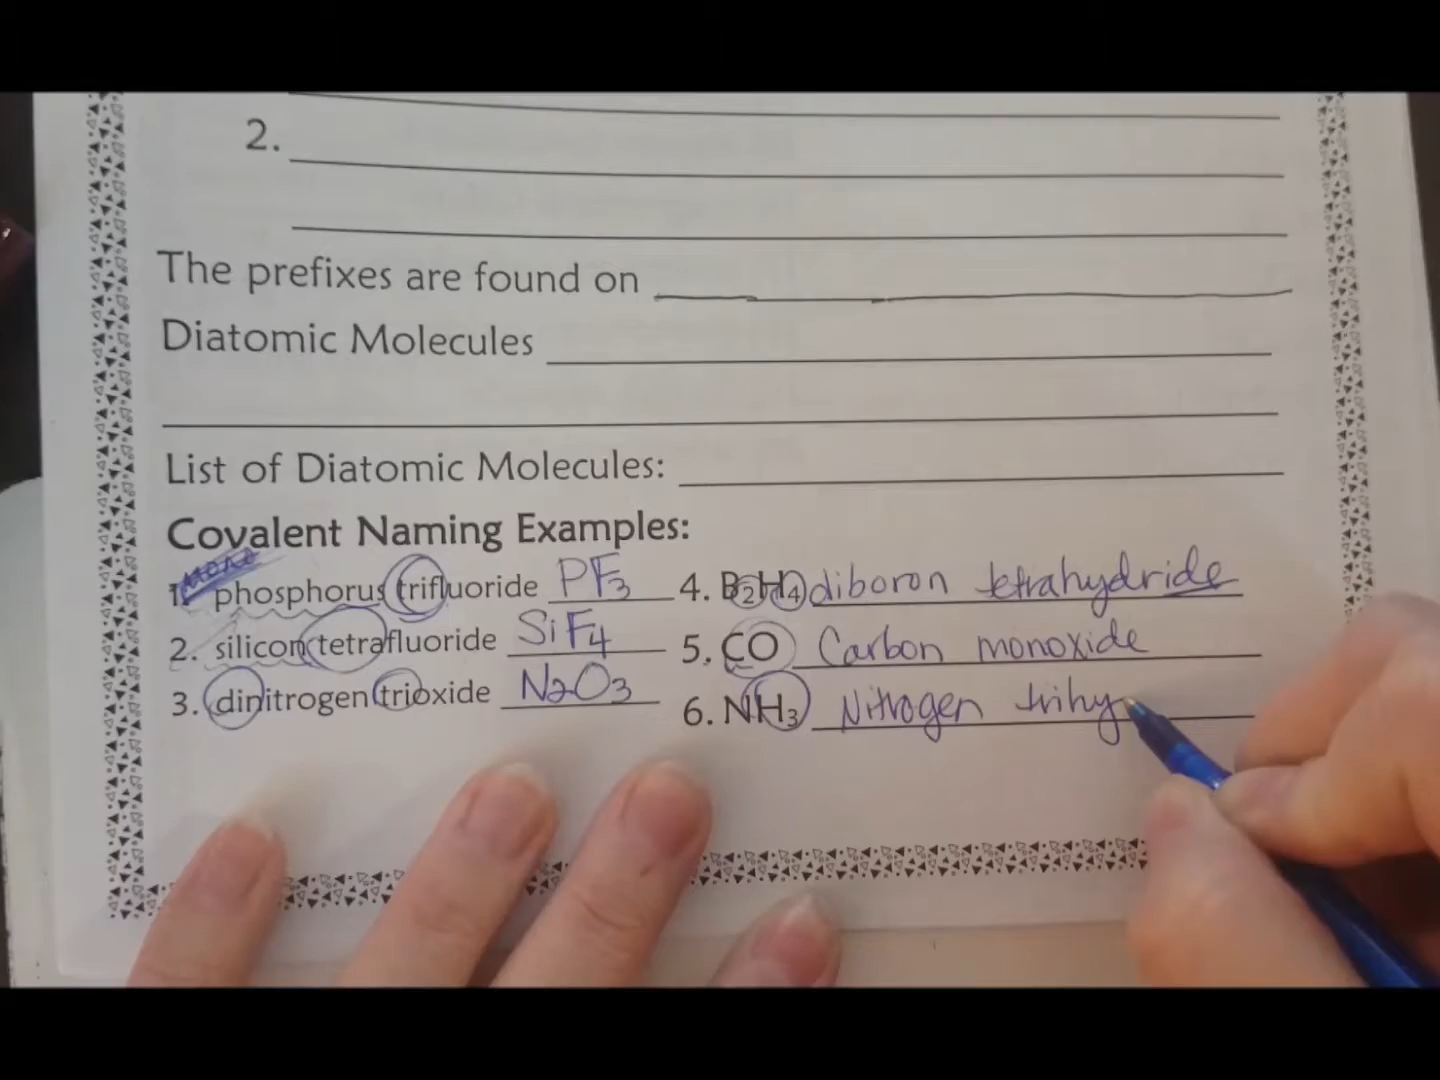 2.
The prefixes are found on
Diatomic Molecules
List of Diatomic Molecules:
Covalent Naming Examples:
1. phosphorus trifluoride PF3
2. silicon tetrafluoride SiF4
3. dinitrogen trioxide N2O3
4. B2H4 diboron tetrahydride
5. CO Carbon monoxide
6. NH3 Nitrogen trihy